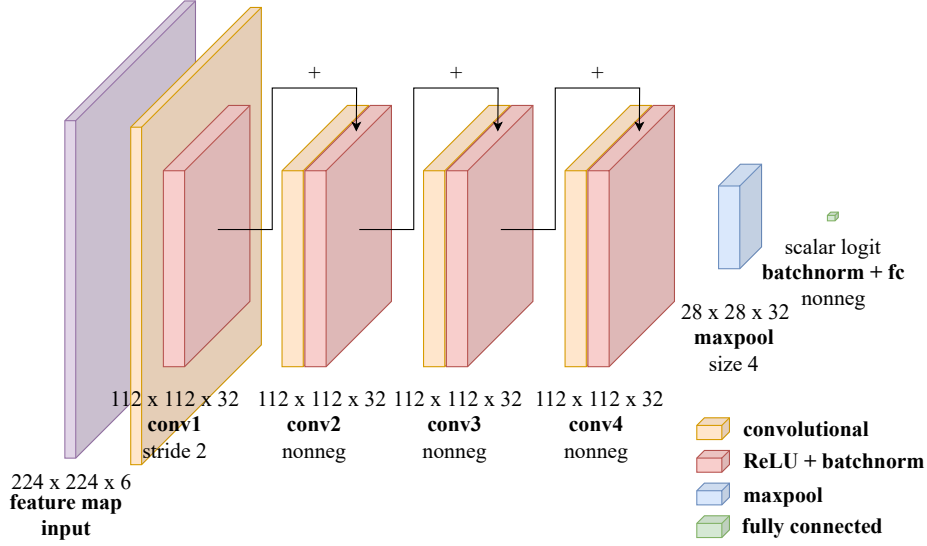 +
+
+
224 x 224 x 6
feature map
input
112 x 112 x 32
conv1
stride 2
112 x 112 x 32
conv2
nonneg
112 x 112 x 32
conv3
nonneg
112 x 112 x 32
conv4
nonneg
28 x 28 x 32
maxpool
size 4
scalar logit
batchnorm + fc
nonneg
convolutional
ReLU + batchnorm
maxpool
fully connected